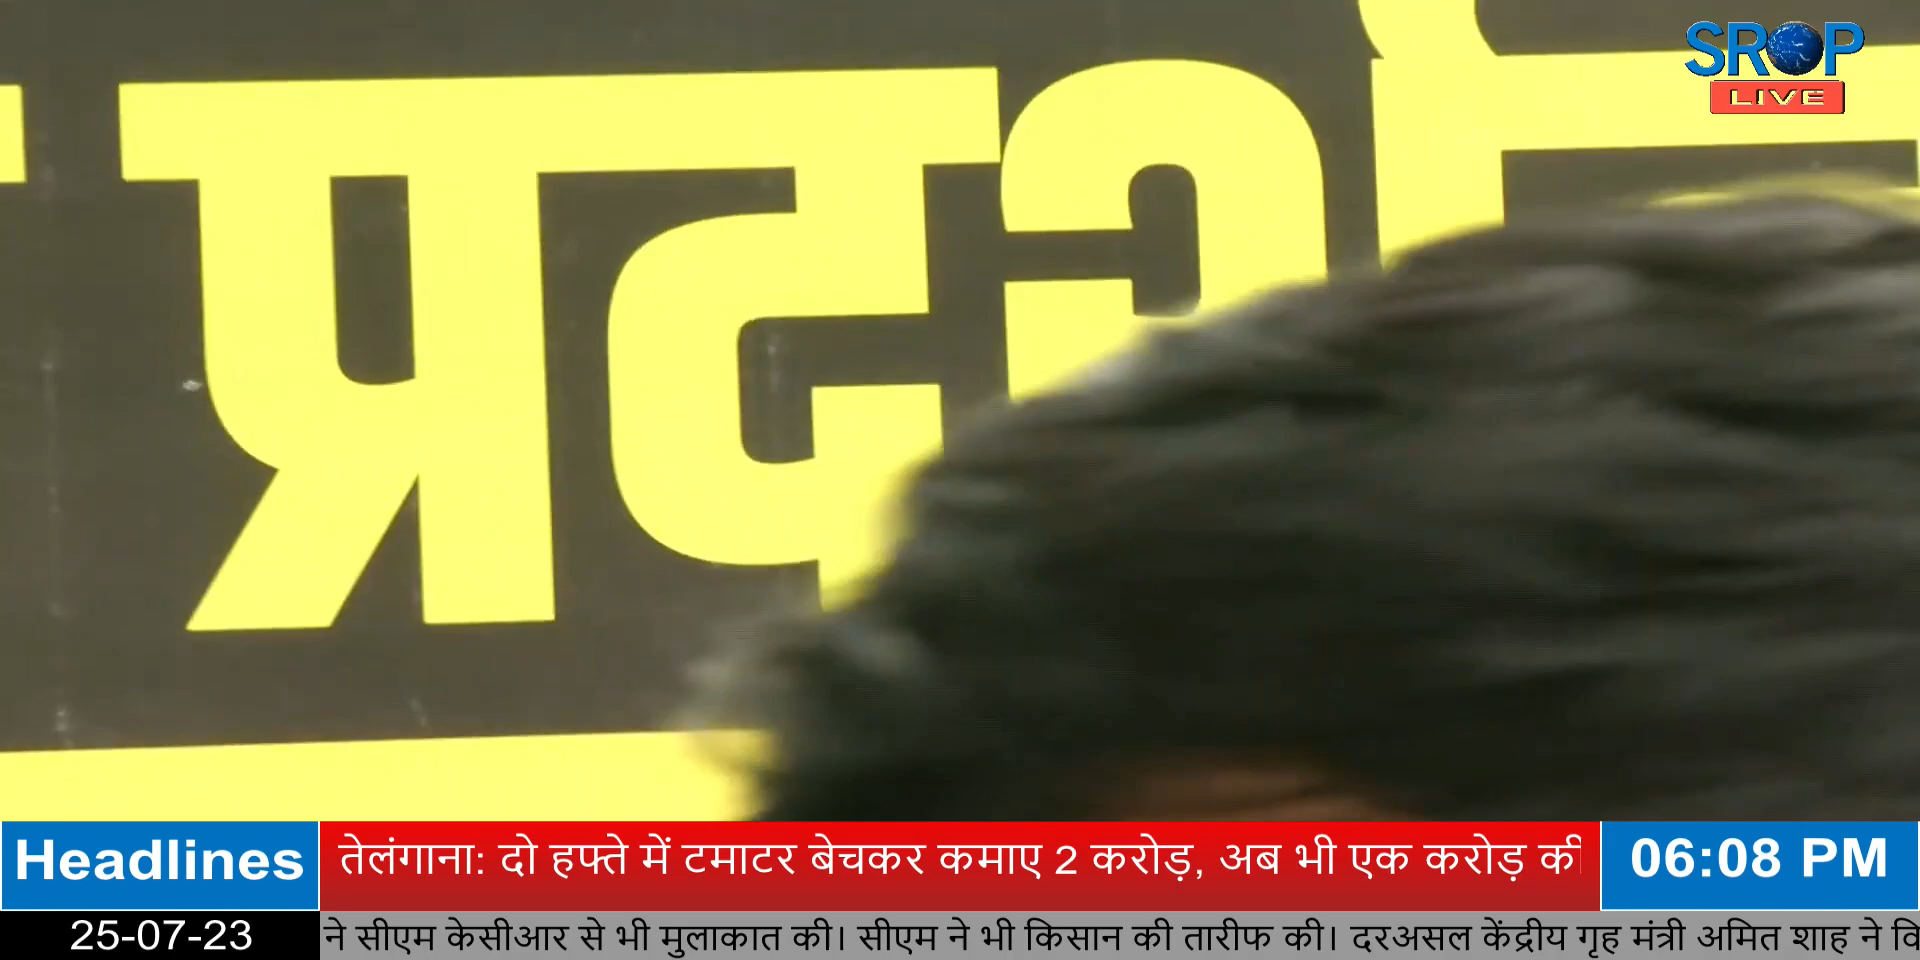 SROP
LIVE
Headlines
तेलंगाना: दो हफ्ते में टमाटर बेचकर कमाए 2 करोड़, अब भी एक करोड़ की
06:08 PM
25-07-23
ने सीएम केसीआर से भी मुलाकात की। सीएम ने भी किसान की तारीफ की। दरअसल केंद्रीय गृह मंत्री अमित शाह ने